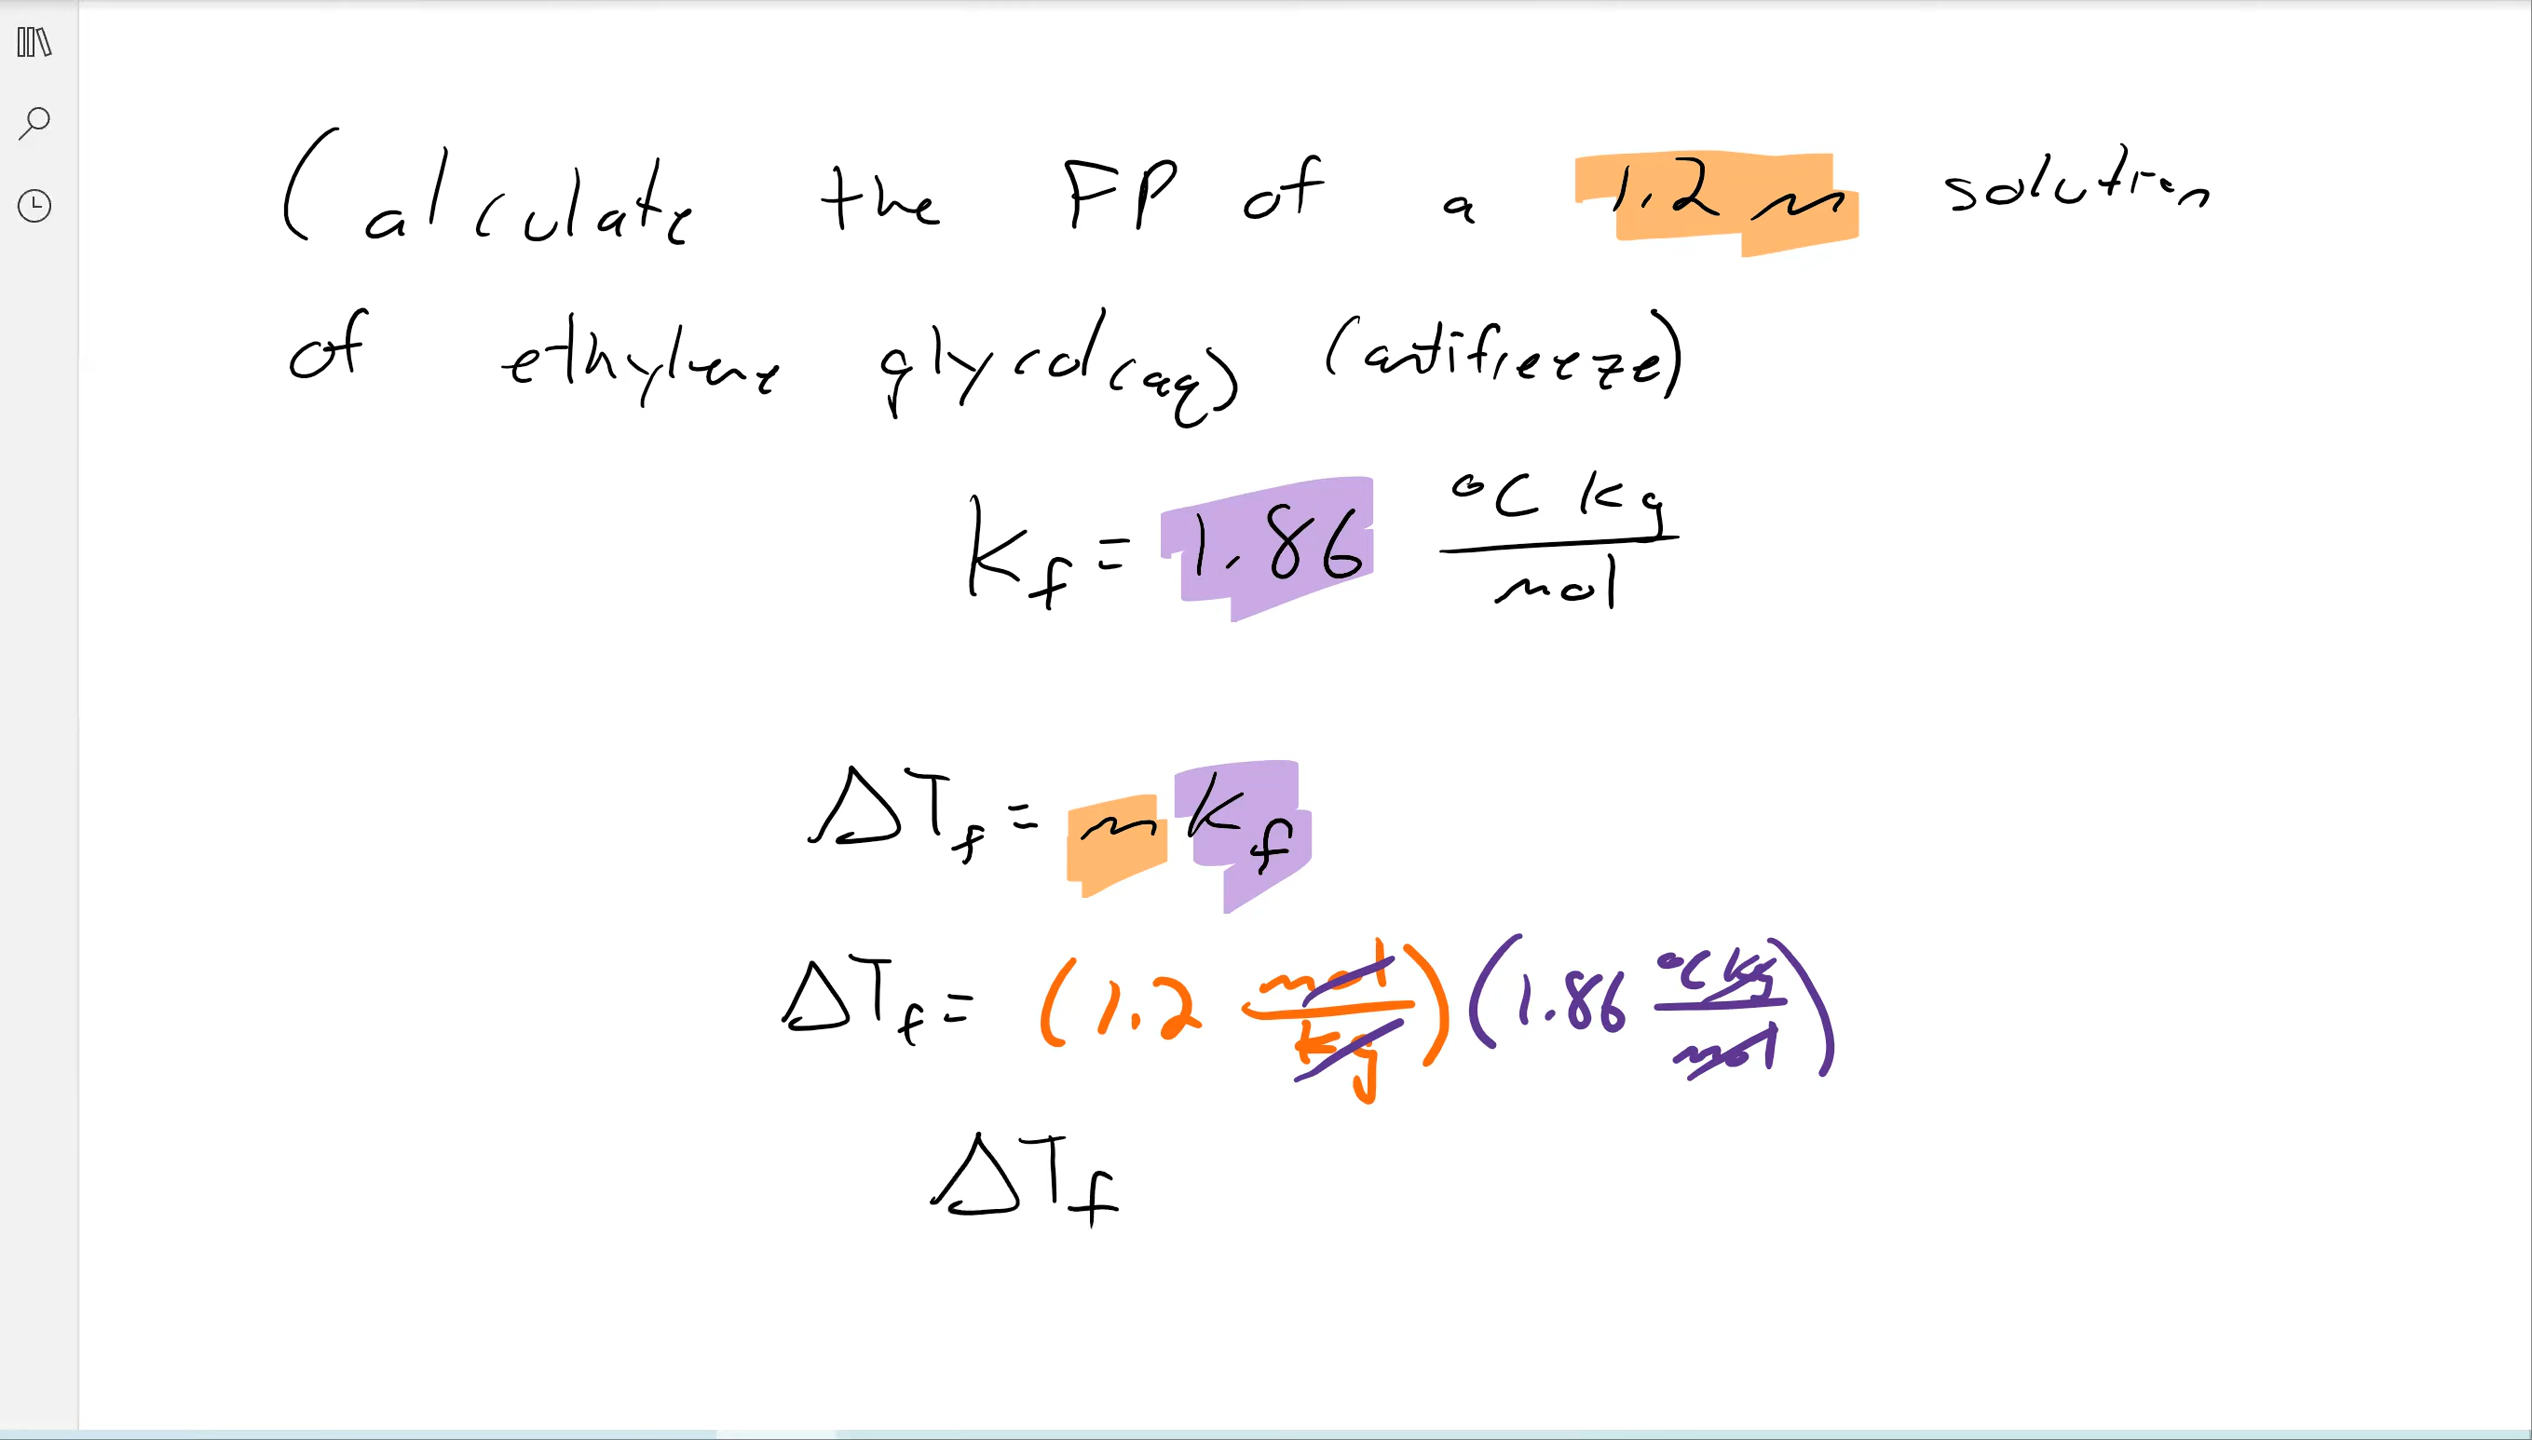 Calculate the FP of a 1.2 m solution
of ethylene glycol(aq) (antifreeze)
Kf = 1.86 °C kg / mol
ΔTf = m Kf
ΔTf = (1.2 mol/kg) (1.86 °C kg/mol)
ΔTf